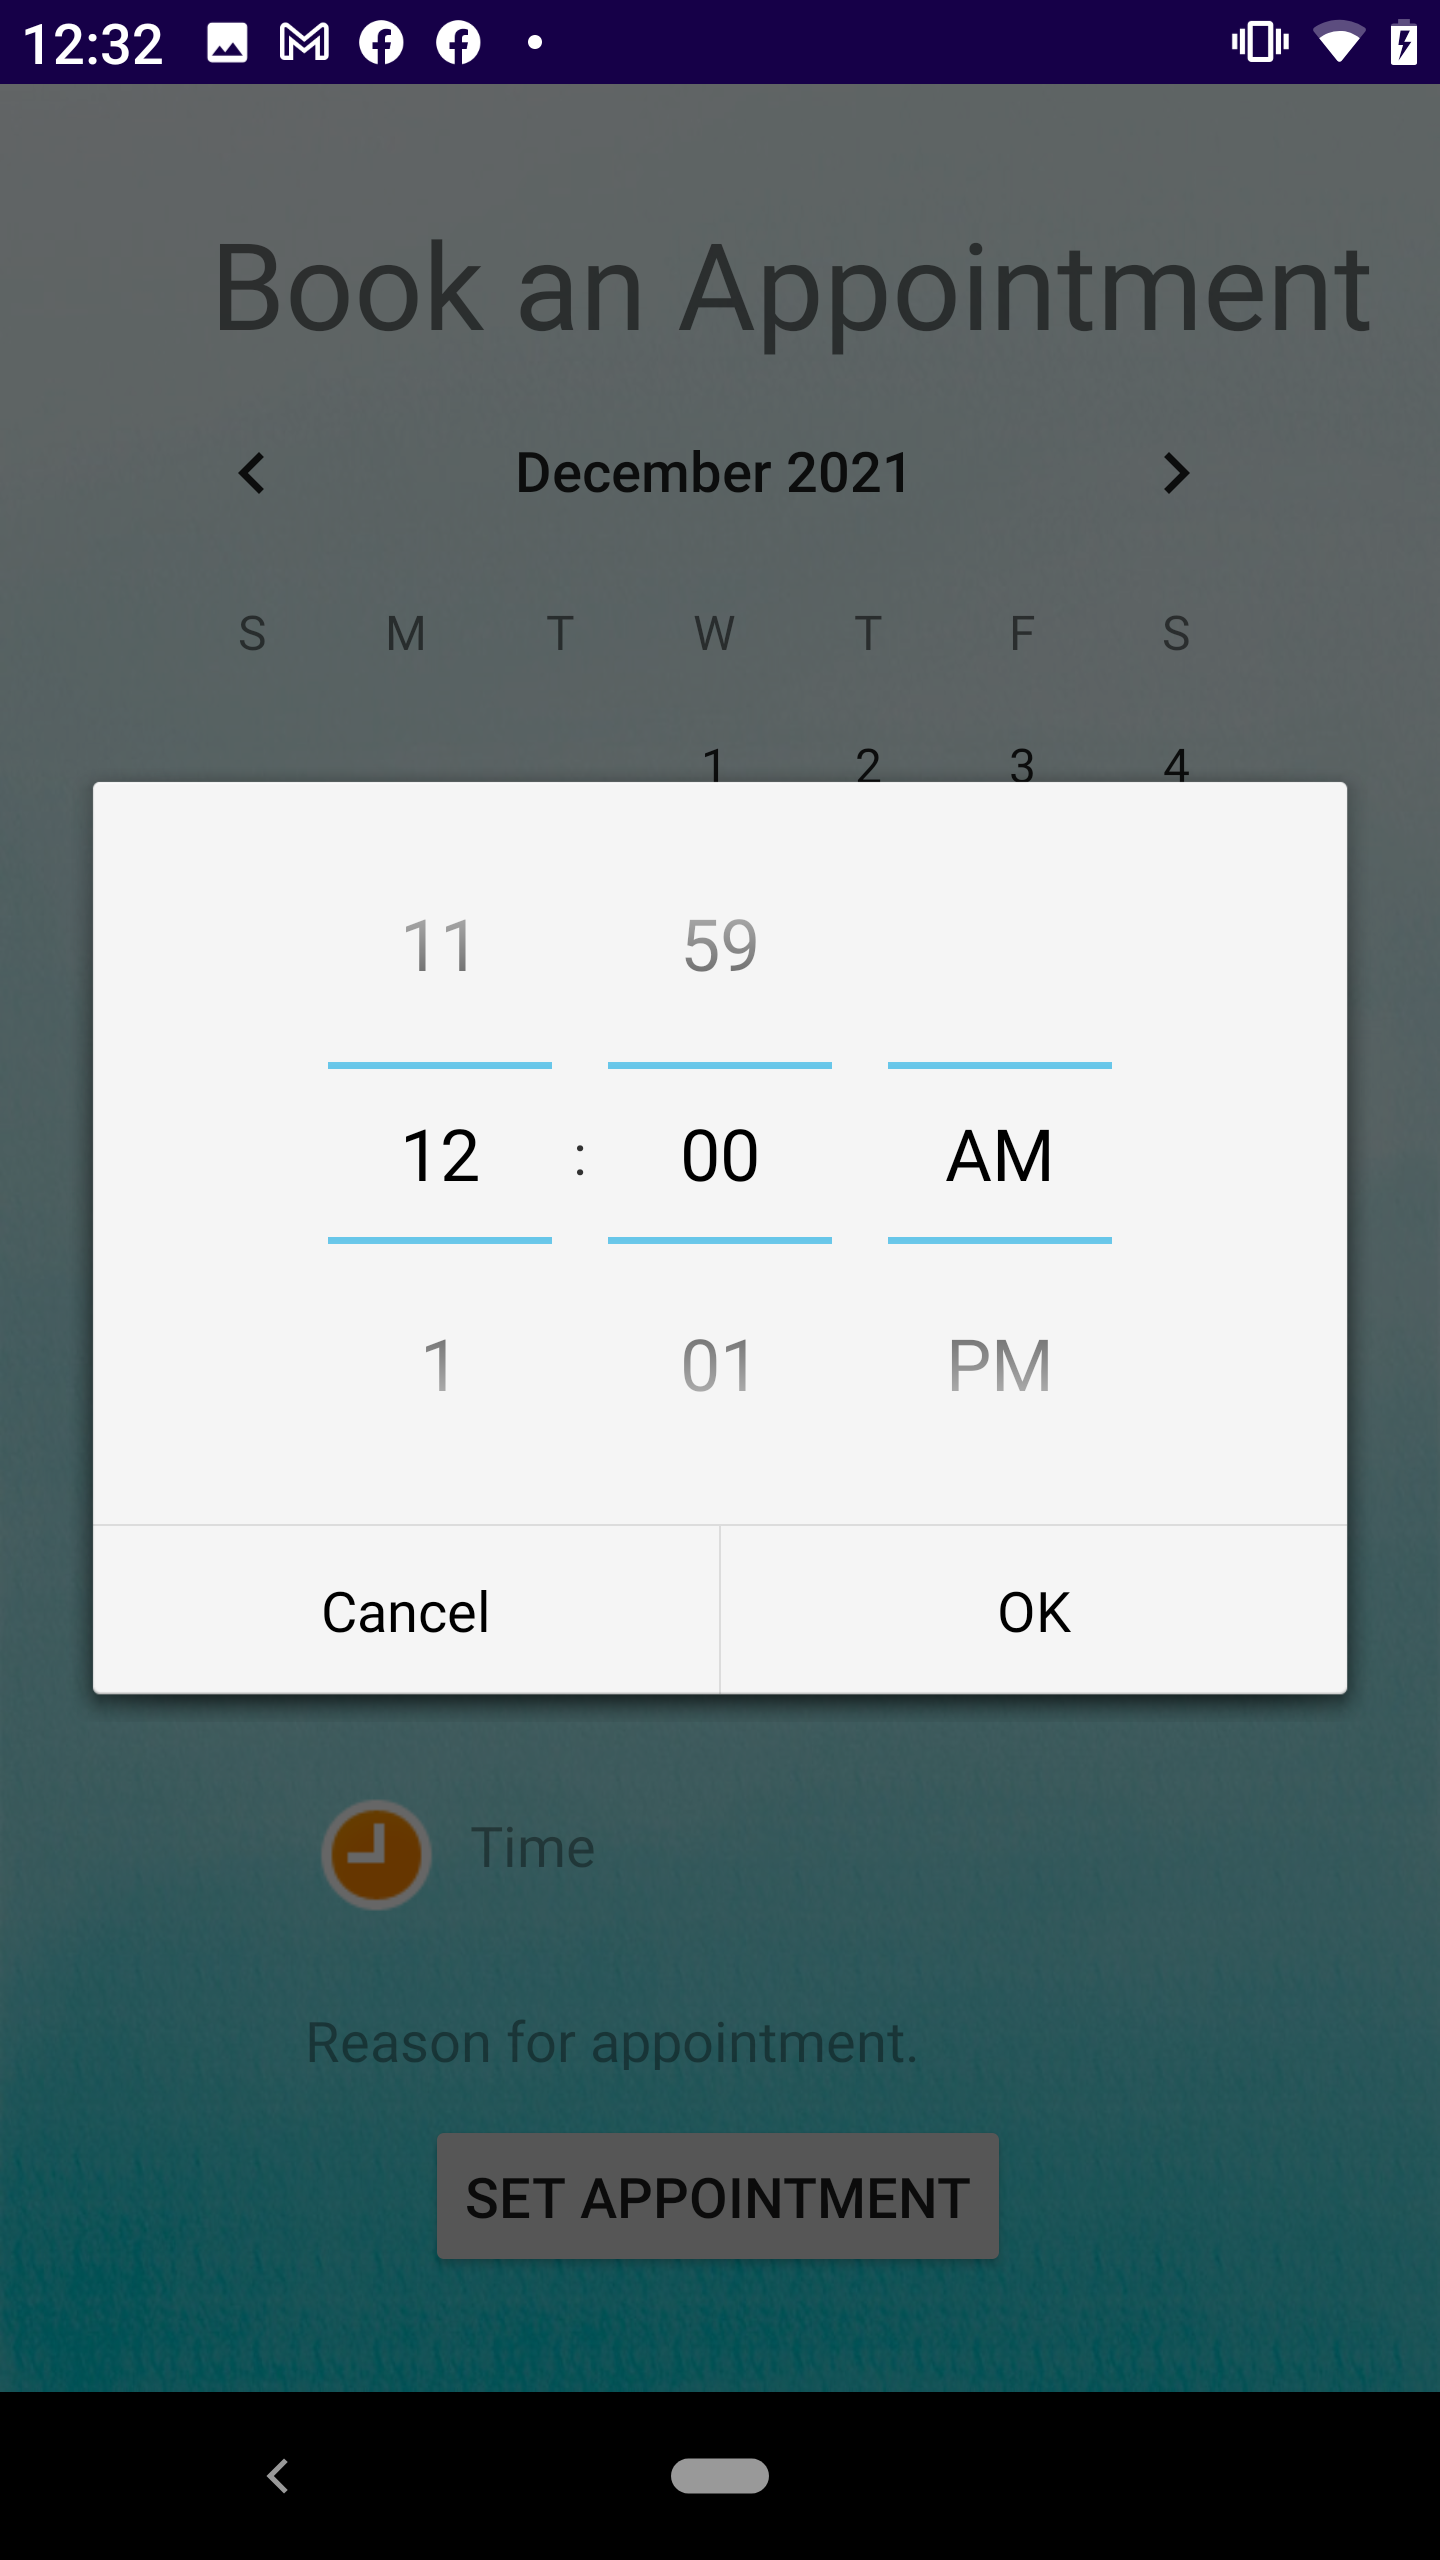 12:32
Book an Appointment
December 2021
S M T W T F S
1 2 3 4
11 59
12 : 00 AM
1 01 PM
Cancel OK
Time
Reason for appointment.
SET APPOINTMENT